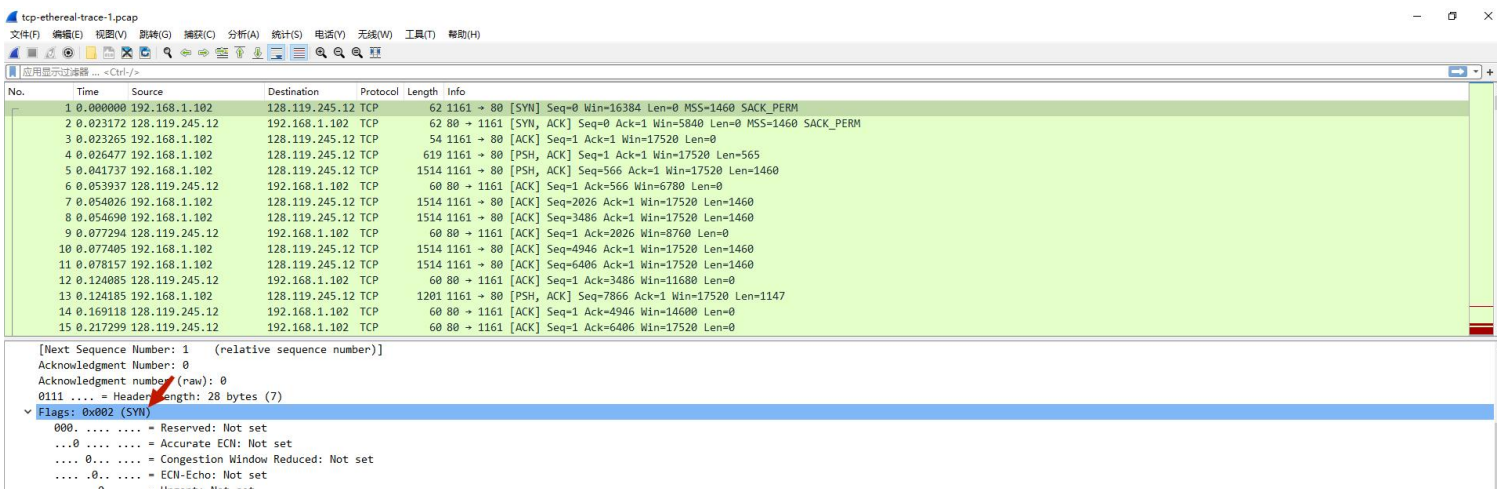 tcp-ethereal-trace-1.pcap
文件(F) 编辑(E) 视图(V) 跳转(G) 捕获(C) 分析(A) 统计(S) 电话(Y) 无线(W) 工具(T) 帮助(H)
应用显示过滤器 … <Ctrl-/>
No. Time Source Destination Protocol Length Info
1 0.000000 192.168.1.102 128.119.245.12 TCP 62 1161 → 80 [SYN] Seq=0 Win=16384 Len=0 MSS=1460 SACK_PERM
2 0.023172 128.119.245.12 192.168.1.102 TCP 62 80 → 1161 [SYN, ACK] Seq=0 Ack=1 Win=5840 Len=0 MSS=1460 SACK_PERM
3 0.023265 192.168.1.102 128.119.245.12 TCP 54 1161 → 80 [ACK] Seq=1 Ack=1 Win=17520 Len=0
4 0.026477 192.168.1.102 128.119.245.12 TCP 619 1161 → 80 [PSH, ACK] Seq=1 Ack=1 Win=17520 Len=565
5 0.041737 192.168.1.102 128.119.245.12 TCP 1514 1161 → 80 [PSH, ACK] Seq=566 Ack=1 Win=17520 Len=1460
6 0.053937 128.119.245.12 192.168.1.102 TCP 60 80 → 1161 [ACK] Seq=1 Ack=566 Win=6780 Len=0
7 0.054026 192.168.1.102 128.119.245.12 TCP 1514 1161 → 80 [ACK] Seq=2026 Ack=1 Win=17520 Len=1460
8 0.054690 192.168.1.102 128.119.245.12 TCP 1514 1161 → 80 [ACK] Seq=3486 Ack=1 Win=17520 Len=1460
9 0.077294 128.119.245.12 192.168.1.102 TCP 60 80 → 1161 [ACK] Seq=1 Ack=2026 Win=8760 Len=0
10 0.077405 192.168.1.102 128.119.245.12 TCP 1514 1161 → 80 [ACK] Seq=4946 Ack=1 Win=17520 Len=1460
11 0.078157 192.168.1.102 128.119.245.12 TCP 1514 1161 → 80 [ACK] Seq=6406 Ack=1 Win=17520 Len=1460
12 0.124085 128.119.245.12 192.168.1.102 TCP 60 80 → 1161 [ACK] Seq=1 Ack=3486 Win=11680 Len=0
13 0.124185 192.168.1.102 128.119.245.12 TCP 1201 1161 → 80 [PSH, ACK] Seq=7866 Ack=1 Win=17520 Len=1147
14 0.169118 128.119.245.12 192.168.1.102 TCP 60 80 → 1161 [ACK] Seq=1 Ack=4946 Win=14600 Len=0
15 0.217299 128.119.245.12 192.168.1.102 TCP 60 80 → 1161 [ACK] Seq=1 Ack=6406 Win=17520 Len=0
[Next Sequence Number: 1 (relative sequence number)]
Acknowledgment Number: 0
Acknowledgment number (raw): 0
0111 .... = Header Length: 28 bytes (7)
Flags: 0x002 (SYN)
000. .... .... = Reserved: Not set
...0 .... .... = Accurate ECN: Not set
.... 0... .... = Congestion Window Reduced: Not set
.... .0.. .... = ECN-Echo: Not set